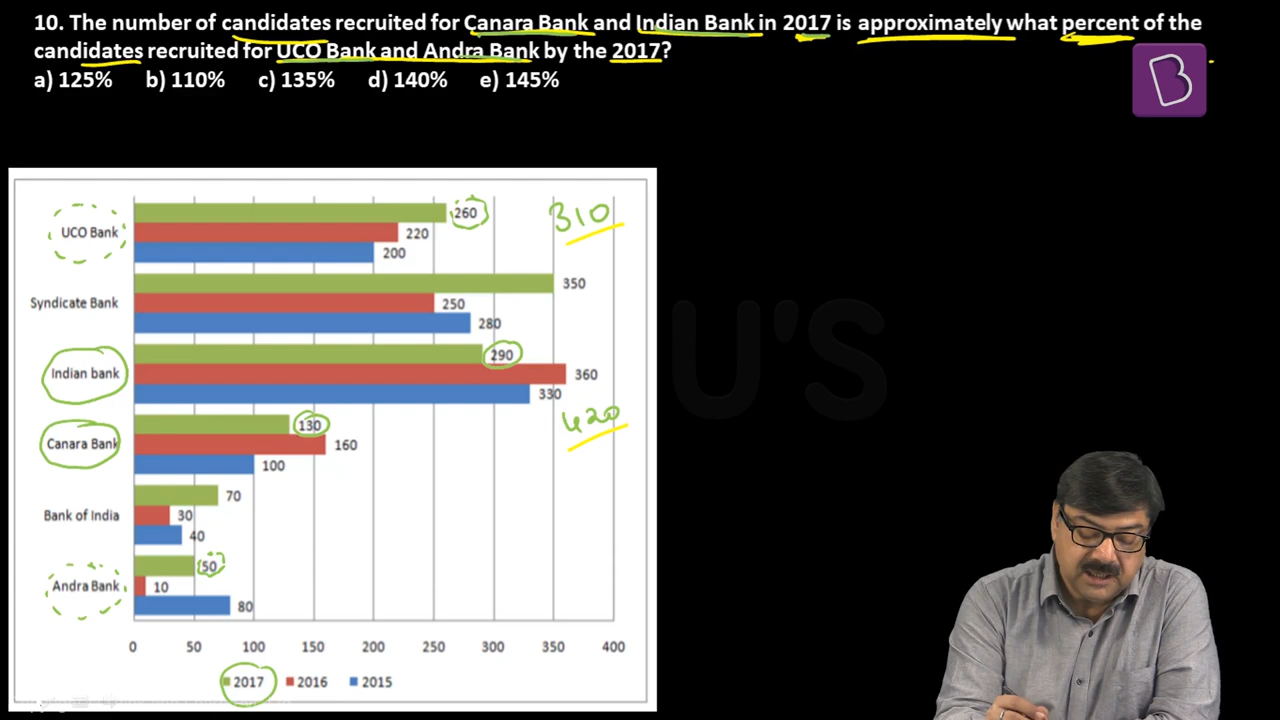 10. The number of candidates recruited for Canara Bank and Indian Bank in 2017 is approximately what percent of the
candidates recruited for UCO Bank and Andra Bank by the 2017?
a) 125% b) 110% c) 135% d) 140% e) 145%
B
U'S
260
310
UCO Bank
220
200
350
Syndicate Bank
250
280
290
Indian bank
360
330
420
130
Canara Bank
160
100
70
Bank of India
30
40
50
Andra Bank
10
80
0 50 100 150 200 250 300 350 400
2017 2016 2015